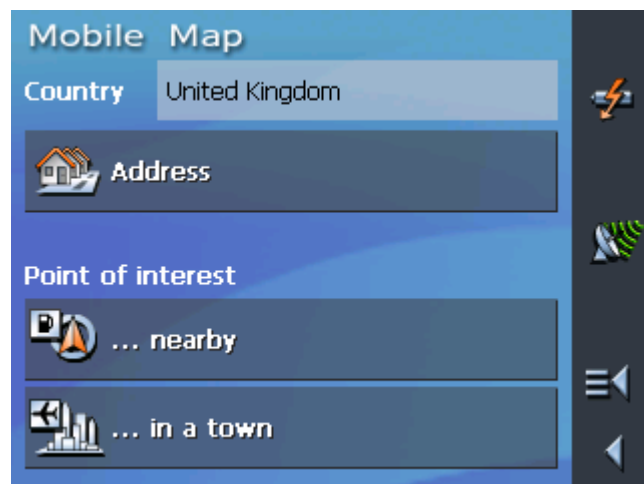 Mobile Map
Country United Kingdom
Address
Point of interest
... nearby
... in a town